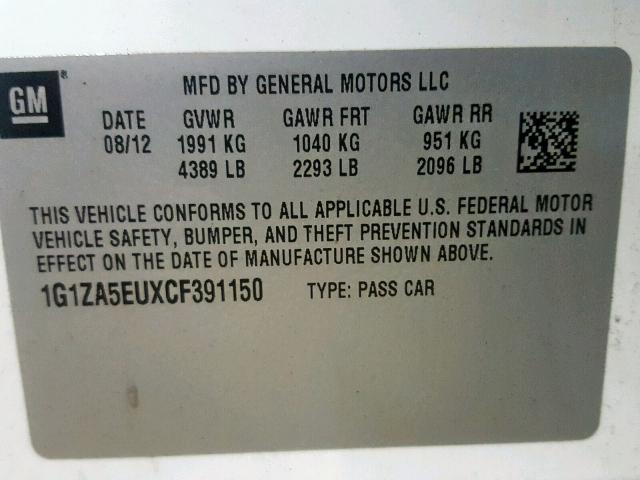 GM®
MFD BY GENERAL MOTORS LLC
DATE GVWR GAWR FRT GAWR RR
08/12 1991 KG 1040 KG 951 KG
4389 LB 2293 LB 2096 LB
THIS VEHICLE CONFORMS TO ALL APPLICABLE U.S. FEDERAL MOTOR
VEHICLE SAFETY, BUMPER, AND THEFT PREVENTION STANDARDS IN
EFFECT ON THE DATE OF MANUFACTURE SHOWN ABOVE.
1G1ZA5EUXCF391150 TYPE: PASS CAR